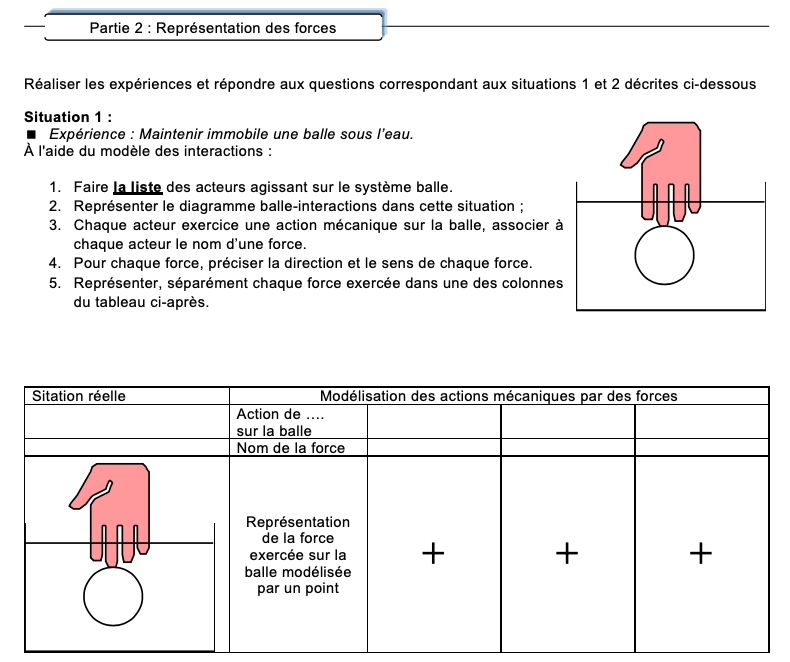 Partie 2 : Représentation des forces
Réaliser les expériences et répondre aux questions correspondant aux situations 1 et 2 décrites ci-dessous
Situation 1 :
■ Expérience : Maintenir immobile une balle sous l'eau.
À l'aide du modèle des interactions :
1. Faire la liste des acteurs agissant sur le système balle.
2. Représenter le diagramme balle-interactions dans cette situation ;
3. Chaque acteur exercice une action mécanique sur la balle, associer à
chaque acteur le nom d'une force.
4. Pour chaque force, préciser la direction et le sens de chaque force.
5. Représenter, séparément chaque force exercée dans une des colonnes
du tableau ci-après.
Sitation réelle
Modélisation des actions mécaniques par des forces
Action de ….
sur la balle
Nom de la force
Représentation
de la force
exercée sur la
balle modélisée
par un point
+ + +